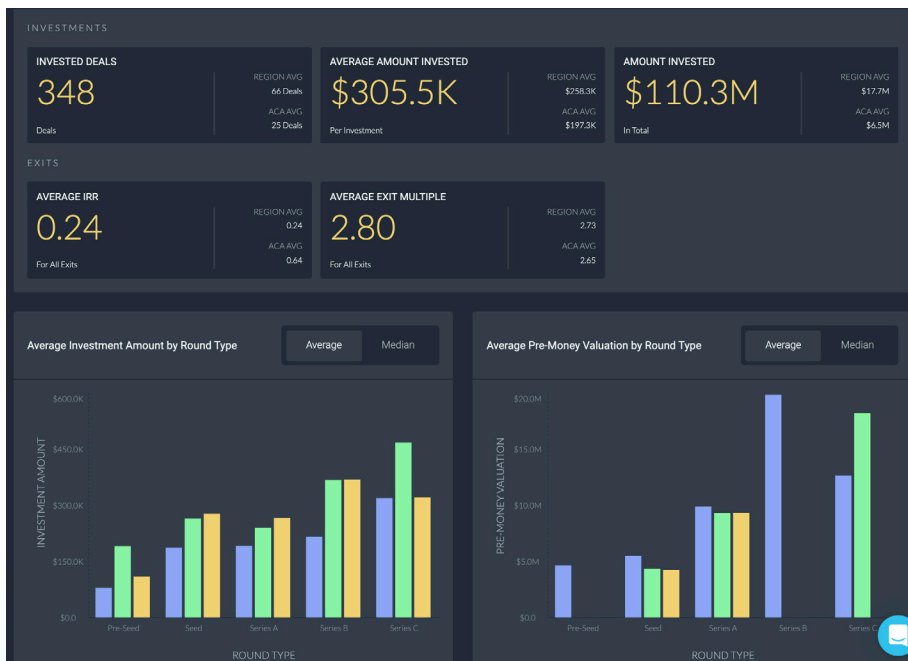 INVESTMENTS
INVESTED DEALS
348
Deals
REGION AVG
66 Deals
ACA AVG
25 Deals
AVERAGE AMOUNT INVESTED
$305.5K
Per Investment
REGION AVG
$258.3K
ACA AVG
$197.3K
AMOUNT INVESTED
$110.3M
In Total
REGION AVG
$17.7M
ACA AVG
$6.5M
EXITS
AVERAGE IRR
0.24
For All Exits
REGION AVG
0.24
ACA AVG
0.64
AVERAGE EXIT MULTIPLE
2.80
For All Exits
REGION AVG
2.73
ACA AVG
2.65
Average Investment Amount by Round Type
Average
Median
INVESTMENT AMOUNT
$600.0K
$450.0K
$300.0K
$150.0K
$0.0
Pre-Seed
Seed
Series A
Series B
Series C
ROUND TYPE
Average Pre-Money Valuation by Round Type
Average
Median
PRE-MONEY VALUATION
$20.0M
$15.0M
$10.0M
$5.0M
$0.0
Pre-Seed
Seed
Series A
Series B
Series C
ROUND TYPE